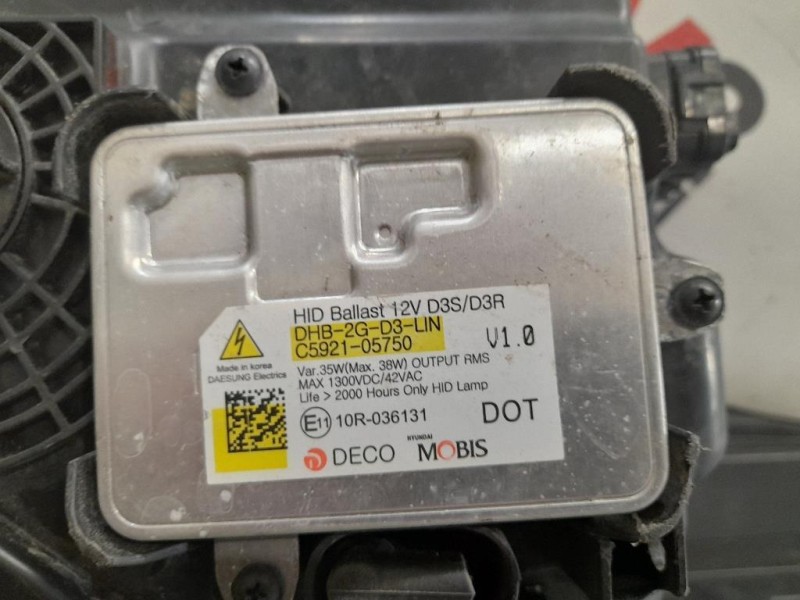 HID Ballast 12V D3S/D3R
DHB-2G-D3-LIN
C5921-05750
V1.0
Made in korea
DAESUNG Electrics
Var.35W(Max. 38W) OUTPUT RMS
MAX 1300VDC/42VAC
Life > 2000 Hours Only HID Lamp
E11 10R-036131
DOT
DECO
HYUNDAI
MOBIS